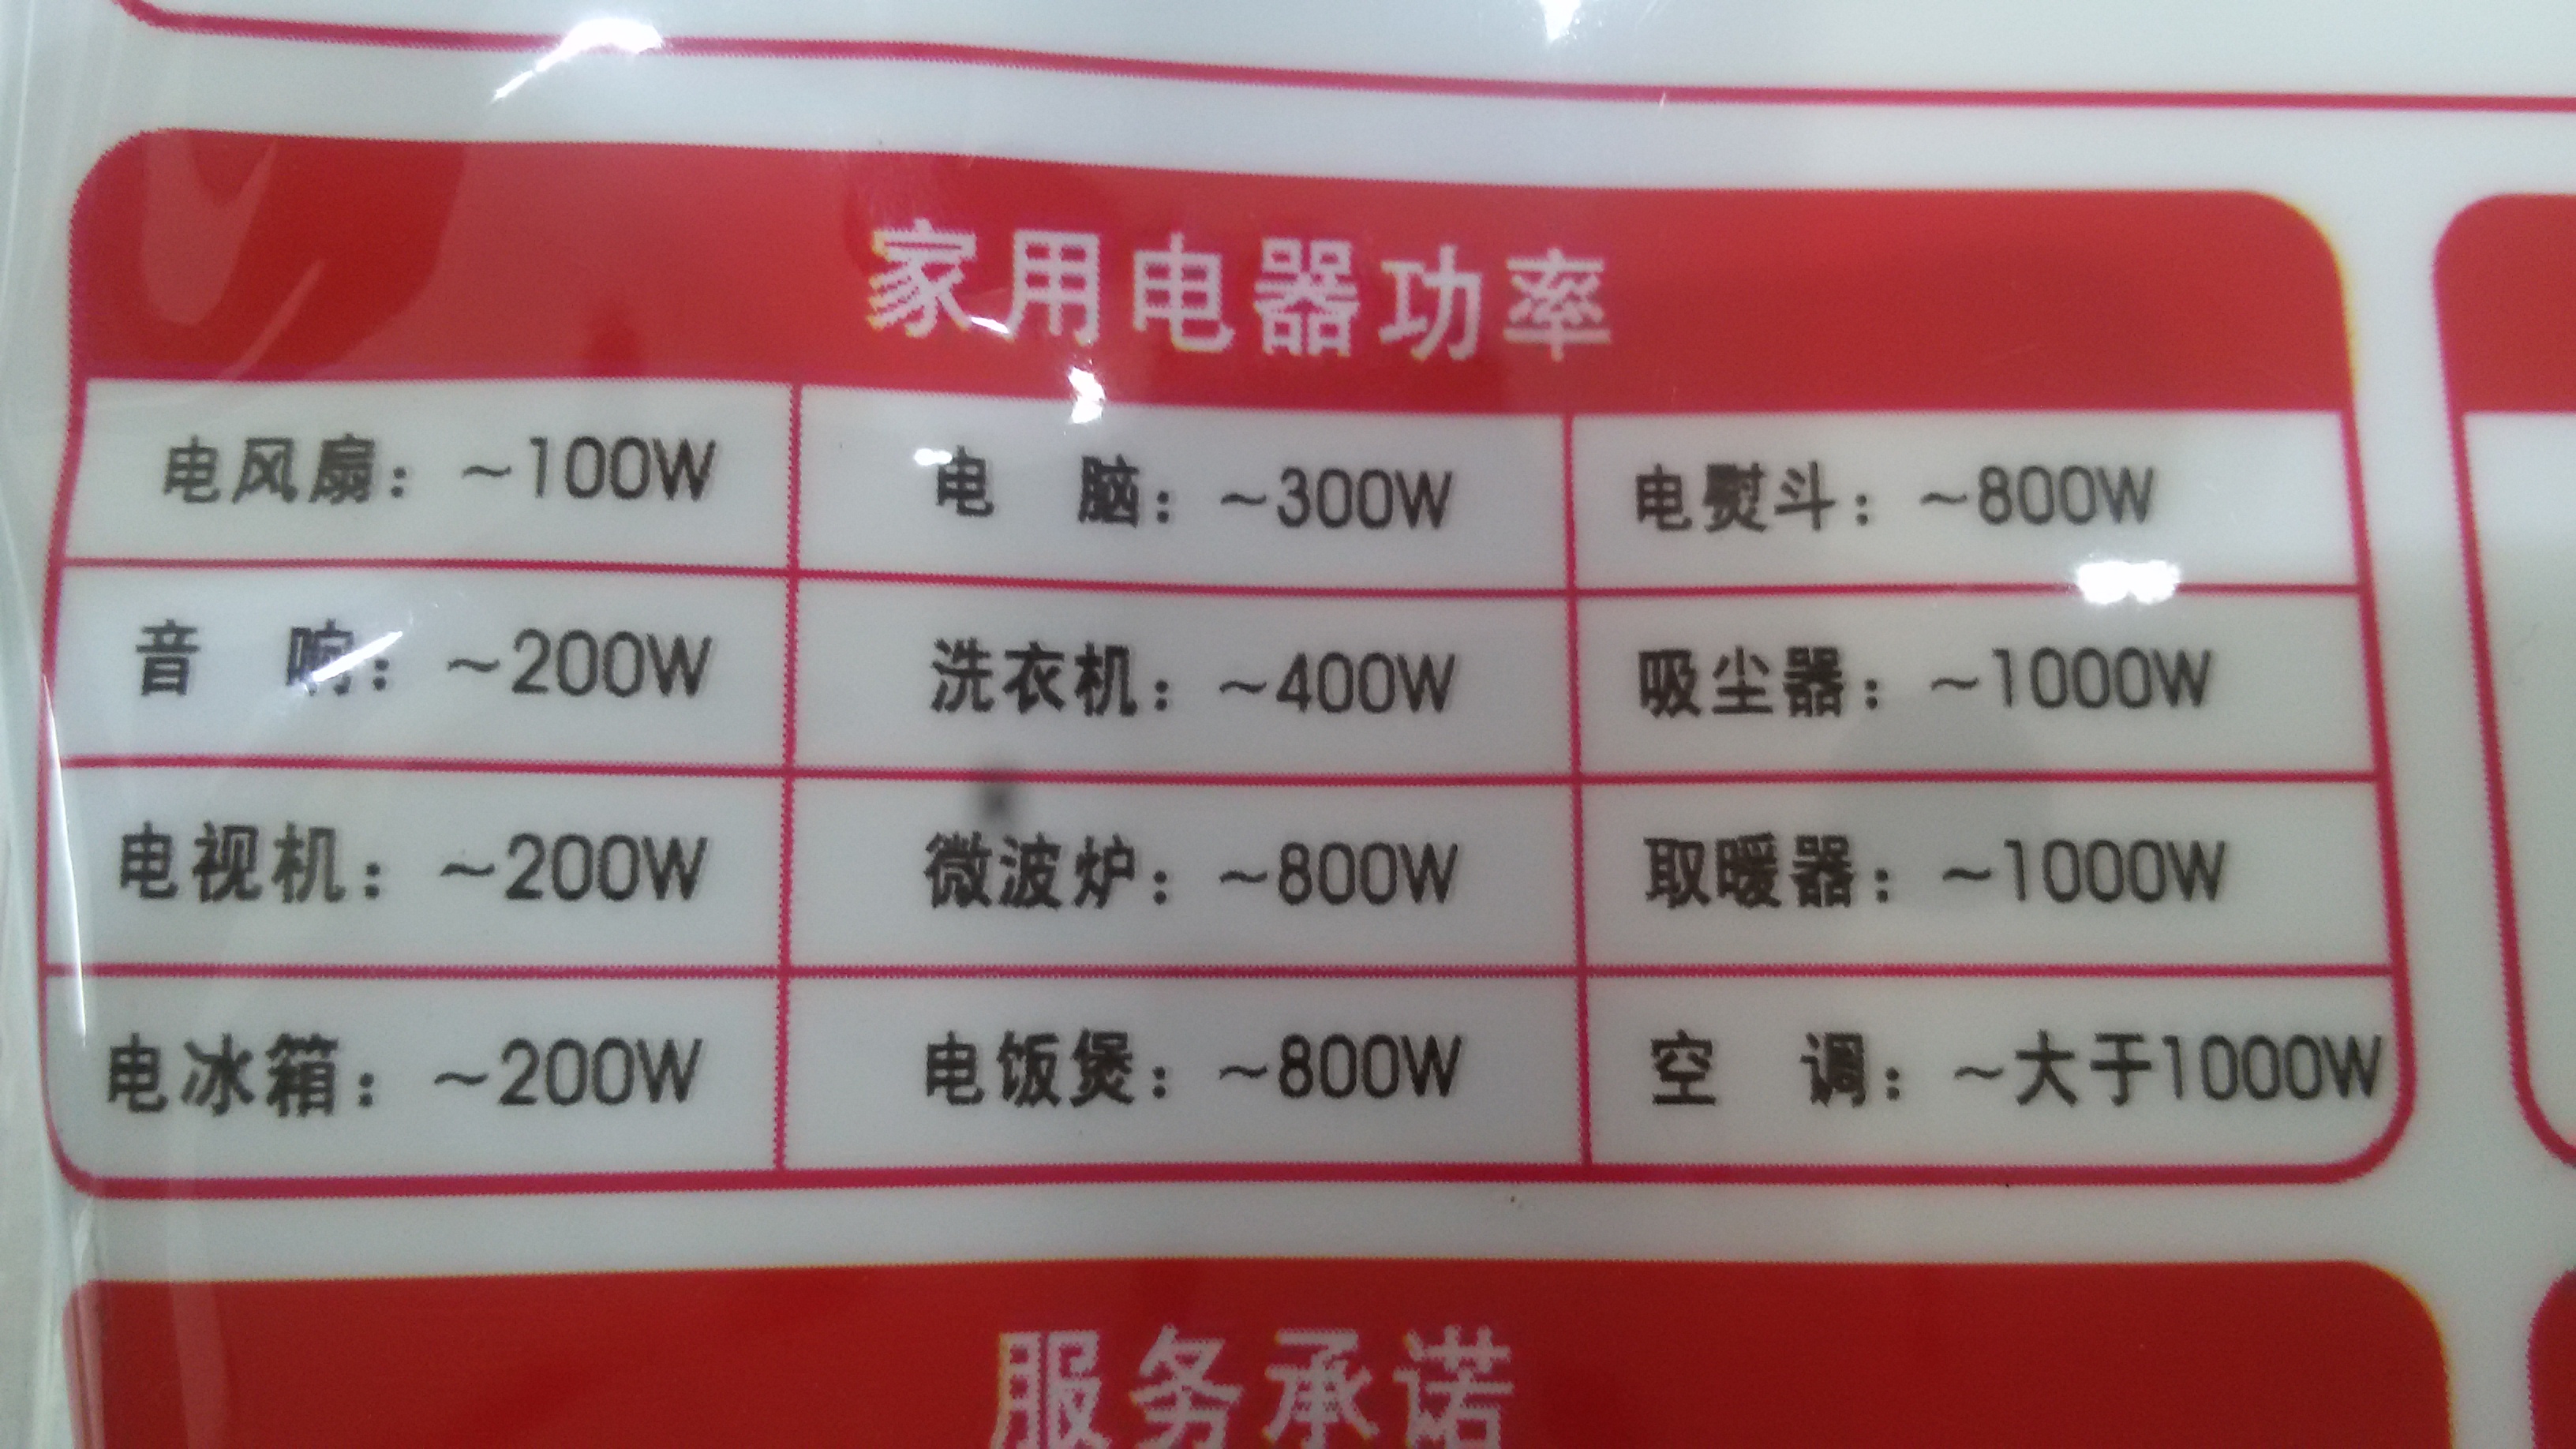 家用电器功率
电风扇：~100W 电 脑：~300W 电熨斗：~800W
音 响：~200W 洗衣机：~400W 吸尘器：~1000W
电视机：~200W 微波炉：~800W 取暖器：~1000W
电冰箱：~200W 电饭煲：~800W 空 调：~大于1000W
服务承诺